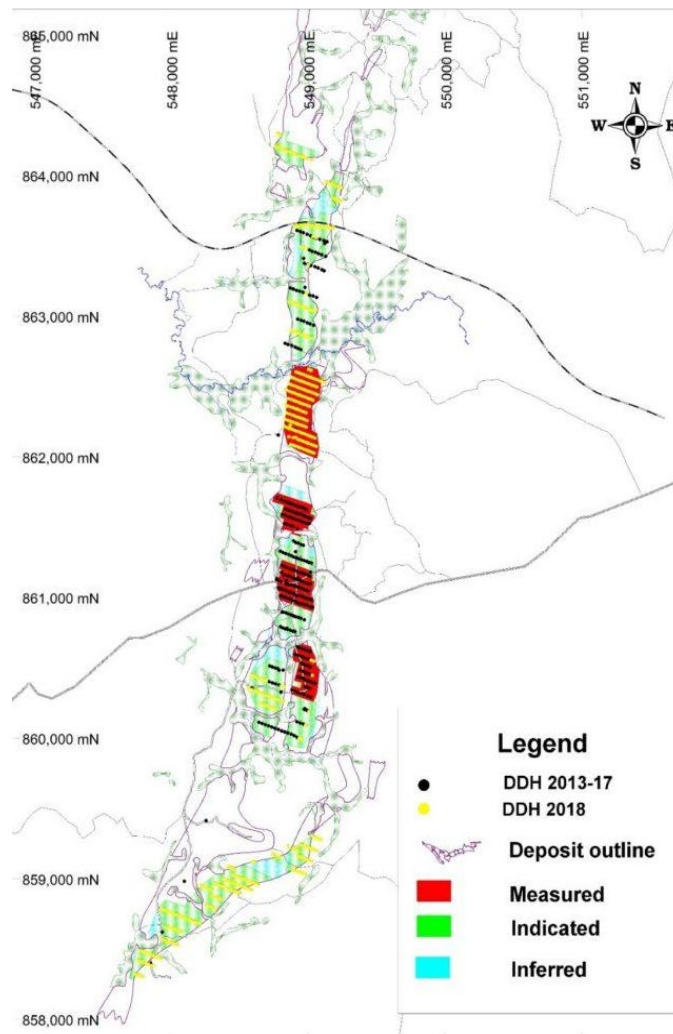 865,000 mN
547,000 mE
548,000 mE
549,000 mE
550,000 mE
551,000 mE
N
W E
S
864,000 mN
863,000 mN
862,000 mN
861,000 mN
860,000 mN
859,000 mN
858,000 mN
Legend
DDH 2013-17
DDH 2018
Deposit outline
Measured
Indicated
Inferred